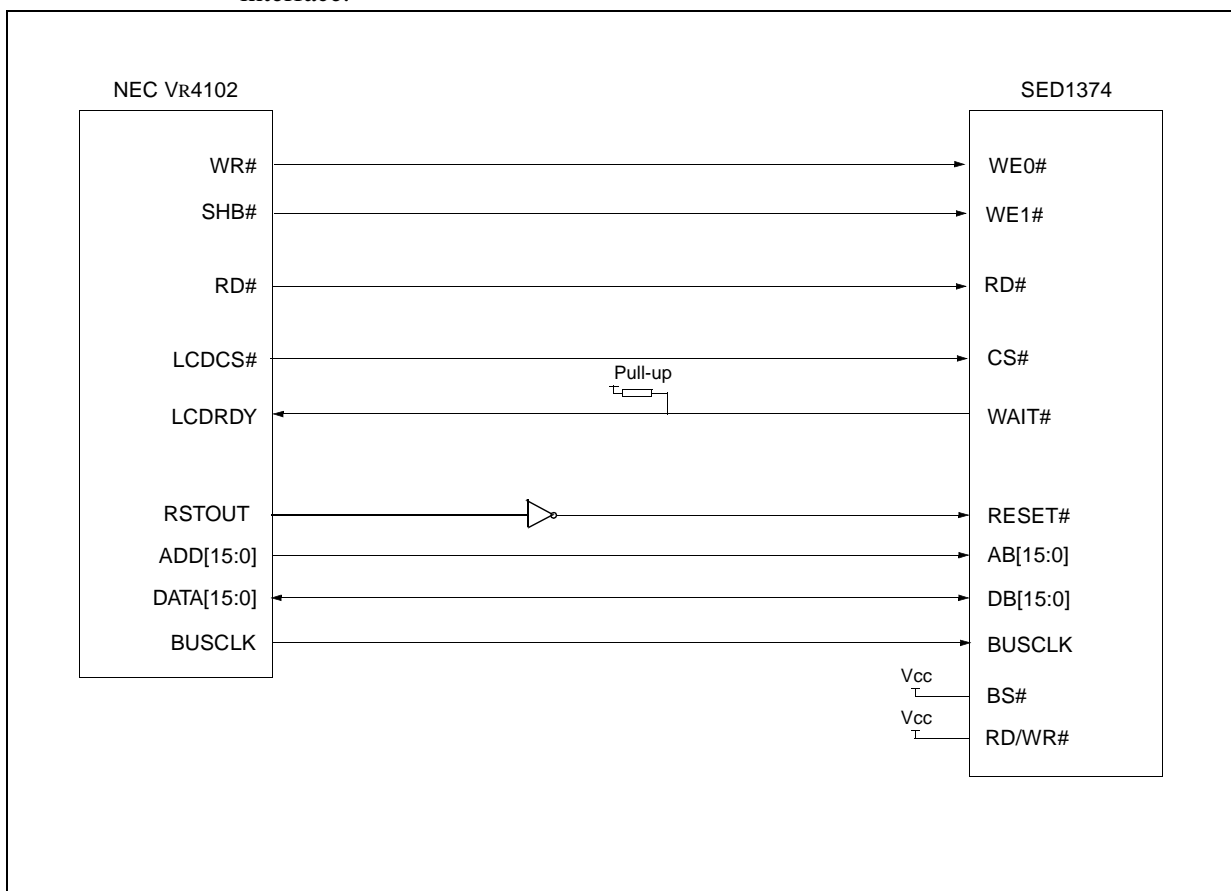 interface.
NEC VR4102
SED1374
WR#
WE0#
SHB#
WE1#
RD#
RD#
LCDCS#
CS#
Pull-up
LCDRDY
WAIT#
RSTOUT
RESET#
ADD[15:0]
AB[15:0]
DATA[15:0]
DB[15:0]
BUSCLK
BUSCLK
Vcc
BS#
Vcc
RD/WR#